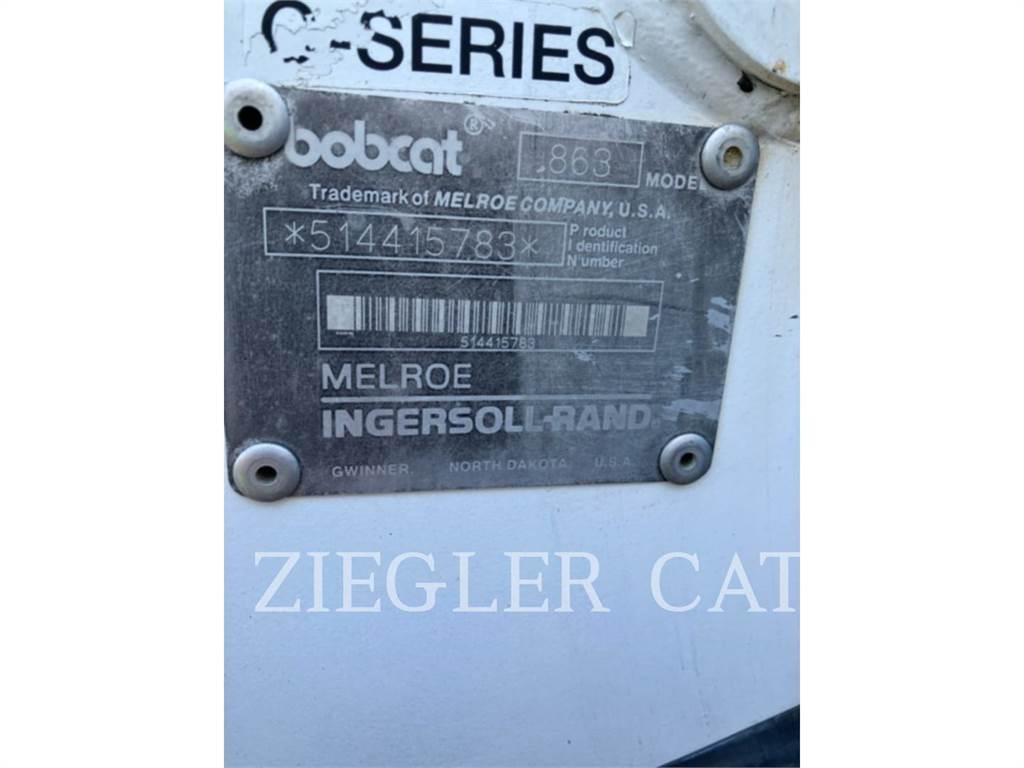 -SERIES
bobcat®
863 MODEL
Trademark of MELROE COMPANY, U.S.A.
*514415783* Product
Identification
Number
514415783
MELROE
INGERSOLL-RAND®
GWINNER, NORTH DAKOTA, U.S.A.
ZIEGLER CAT